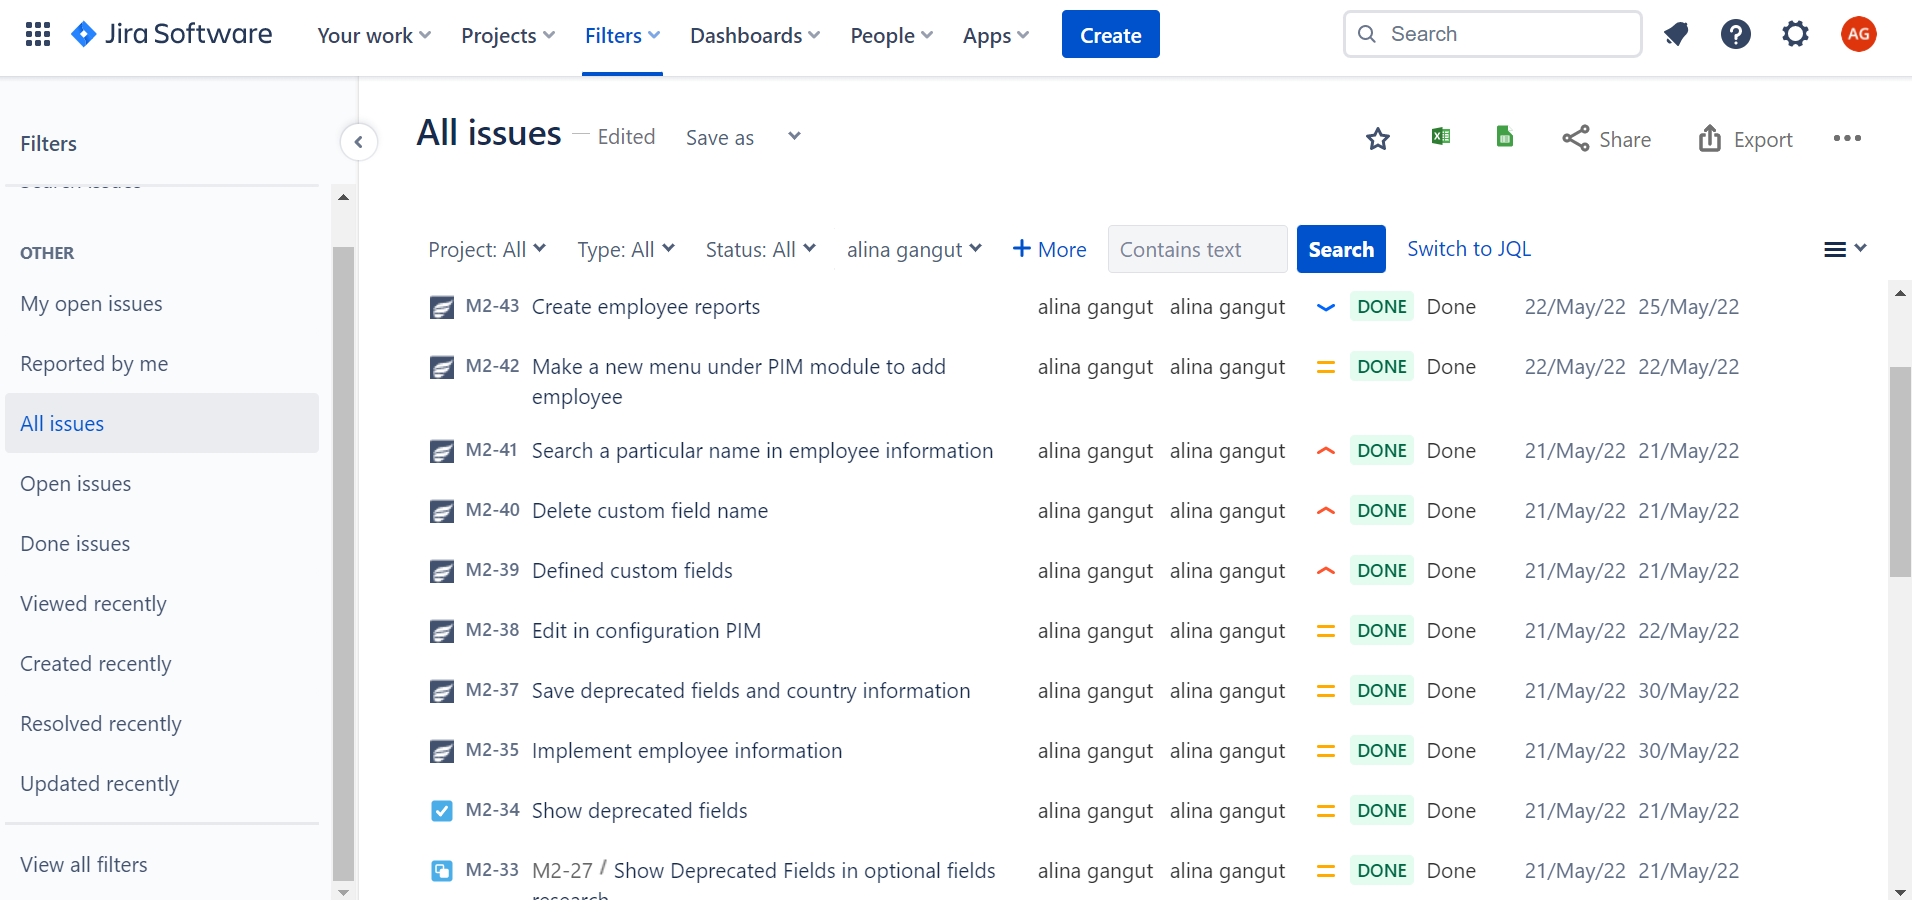 Jira Software Your work Projects Filters Dashboards People Apps Create Search AG
Filters
All issues Edited Save as Share Export
OTHER
My open issues
Reported by me
All issues
Open issues
Done issues
Viewed recently
Created recently
Resolved recently
Updated recently
View all filters
Project: All Type: All Status: All alina gangut + More Contains text Search Switch to JQL
M2-43 Create employee reports alina gangut alina gangut DONE Done 22/May/22 25/May/22
M2-42 Make a new menu under PIM module to add alina gangut alina gangut DONE Done 22/May/22 22/May/22
employee
M2-41 Search a particular name in employee information alina gangut alina gangut DONE Done 21/May/22 21/May/22
M2-40 Delete custom field name alina gangut alina gangut DONE Done 21/May/22 21/May/22
M2-39 Defined custom fields alina gangut alina gangut DONE Done 21/May/22 21/May/22
M2-38 Edit in configuration PIM alina gangut alina gangut DONE Done 21/May/22 22/May/22
M2-37 Save deprecated fields and country information alina gangut alina gangut DONE Done 21/May/22 30/May/22
M2-35 Implement employee information alina gangut alina gangut DONE Done 21/May/22 30/May/22
M2-34 Show deprecated fields alina gangut alina gangut DONE Done 21/May/22 21/May/22
M2-33 M2-27 / Show Deprecated Fields in optional fields alina gangut alina gangut DONE Done 21/May/22 21/May/22